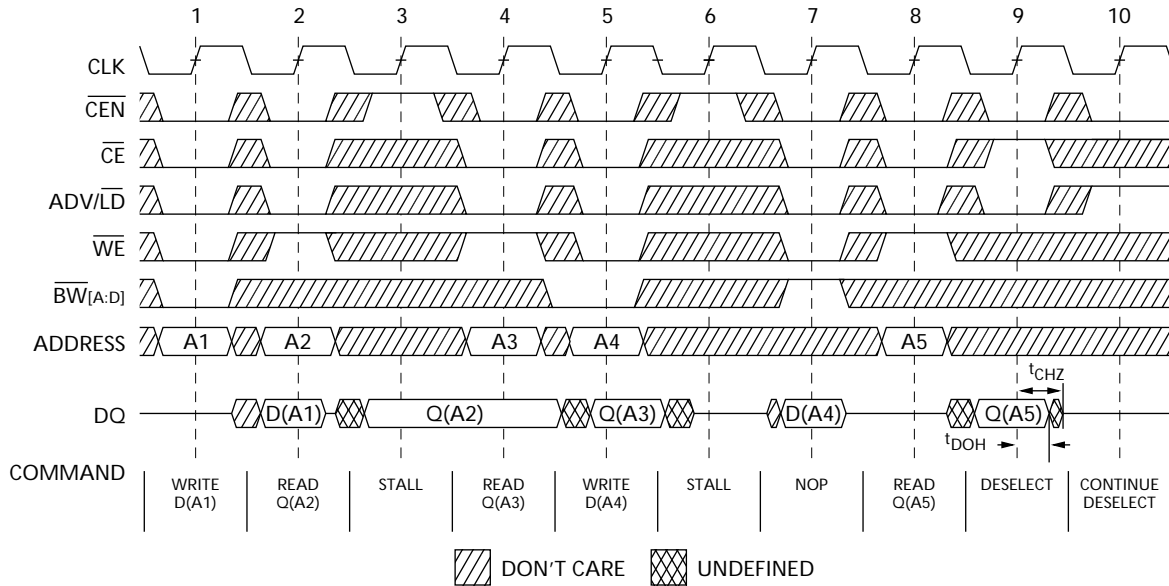 1 2 3 4 5 6 7 8 9 10
CLK
CEN
CE
ADV/LD
WE
BW[A:D]
ADDRESS A1 A2 A3 A4 A5
tCHZ
DQ D(A1) Q(A2) Q(A3) D(A4) Q(A5)
tDOH
COMMAND
WRITE D(A1)
READ Q(A2)
STALL
READ Q(A3)
WRITE D(A4)
STALL
NOP
READ Q(A5)
DESELECT
CONTINUE DESELECT
DON'T CARE UNDEFINED